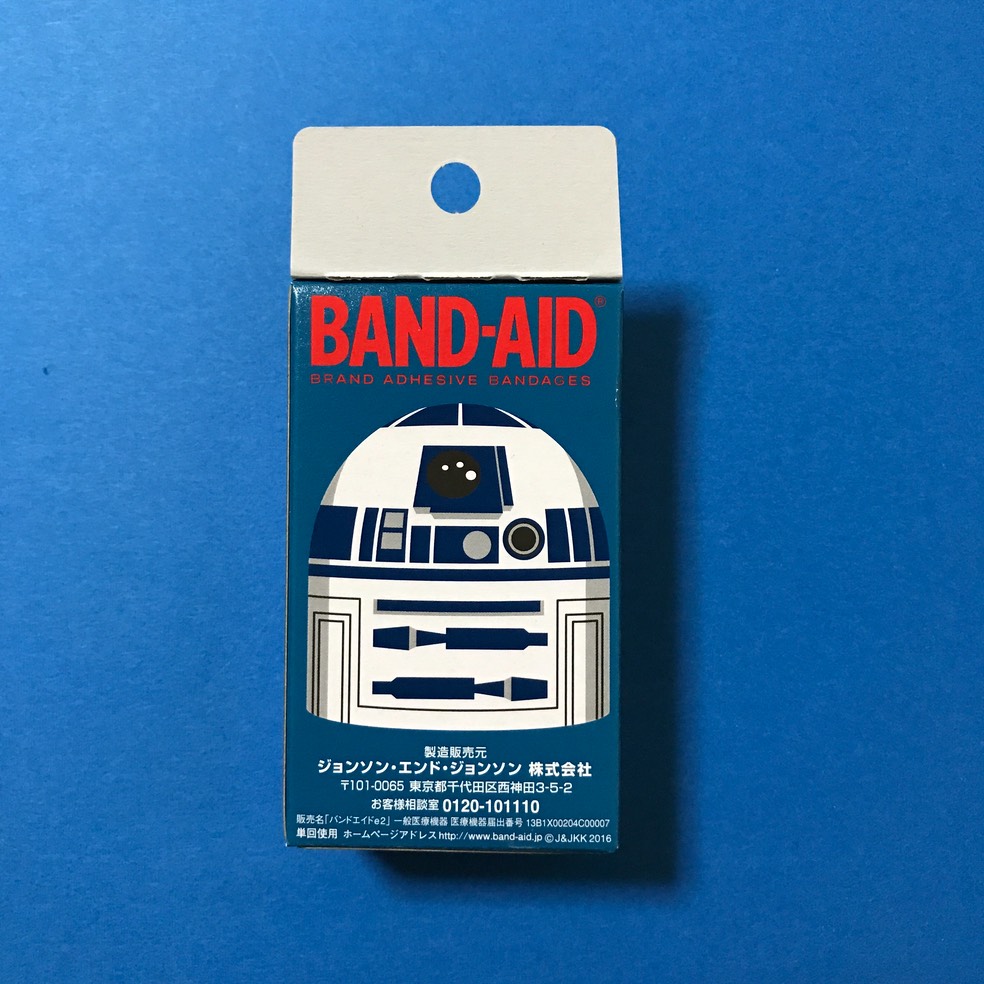 BAND-AID®
BRAND ADHESIVE BANDAGES
製造販売元
ジョンソン・エンド・ジョンソン 株式会社
〒101-0065 東京都千代田区西神田3-5-2
お客様相談室 0120-101110
販売名「バンドエイドe2」 一般医療機器 医療機器届出番号 13B1X00204C00007
単回使用 ホームページアドレスhttp://www.band-aid.jp ©J&JKK 2016